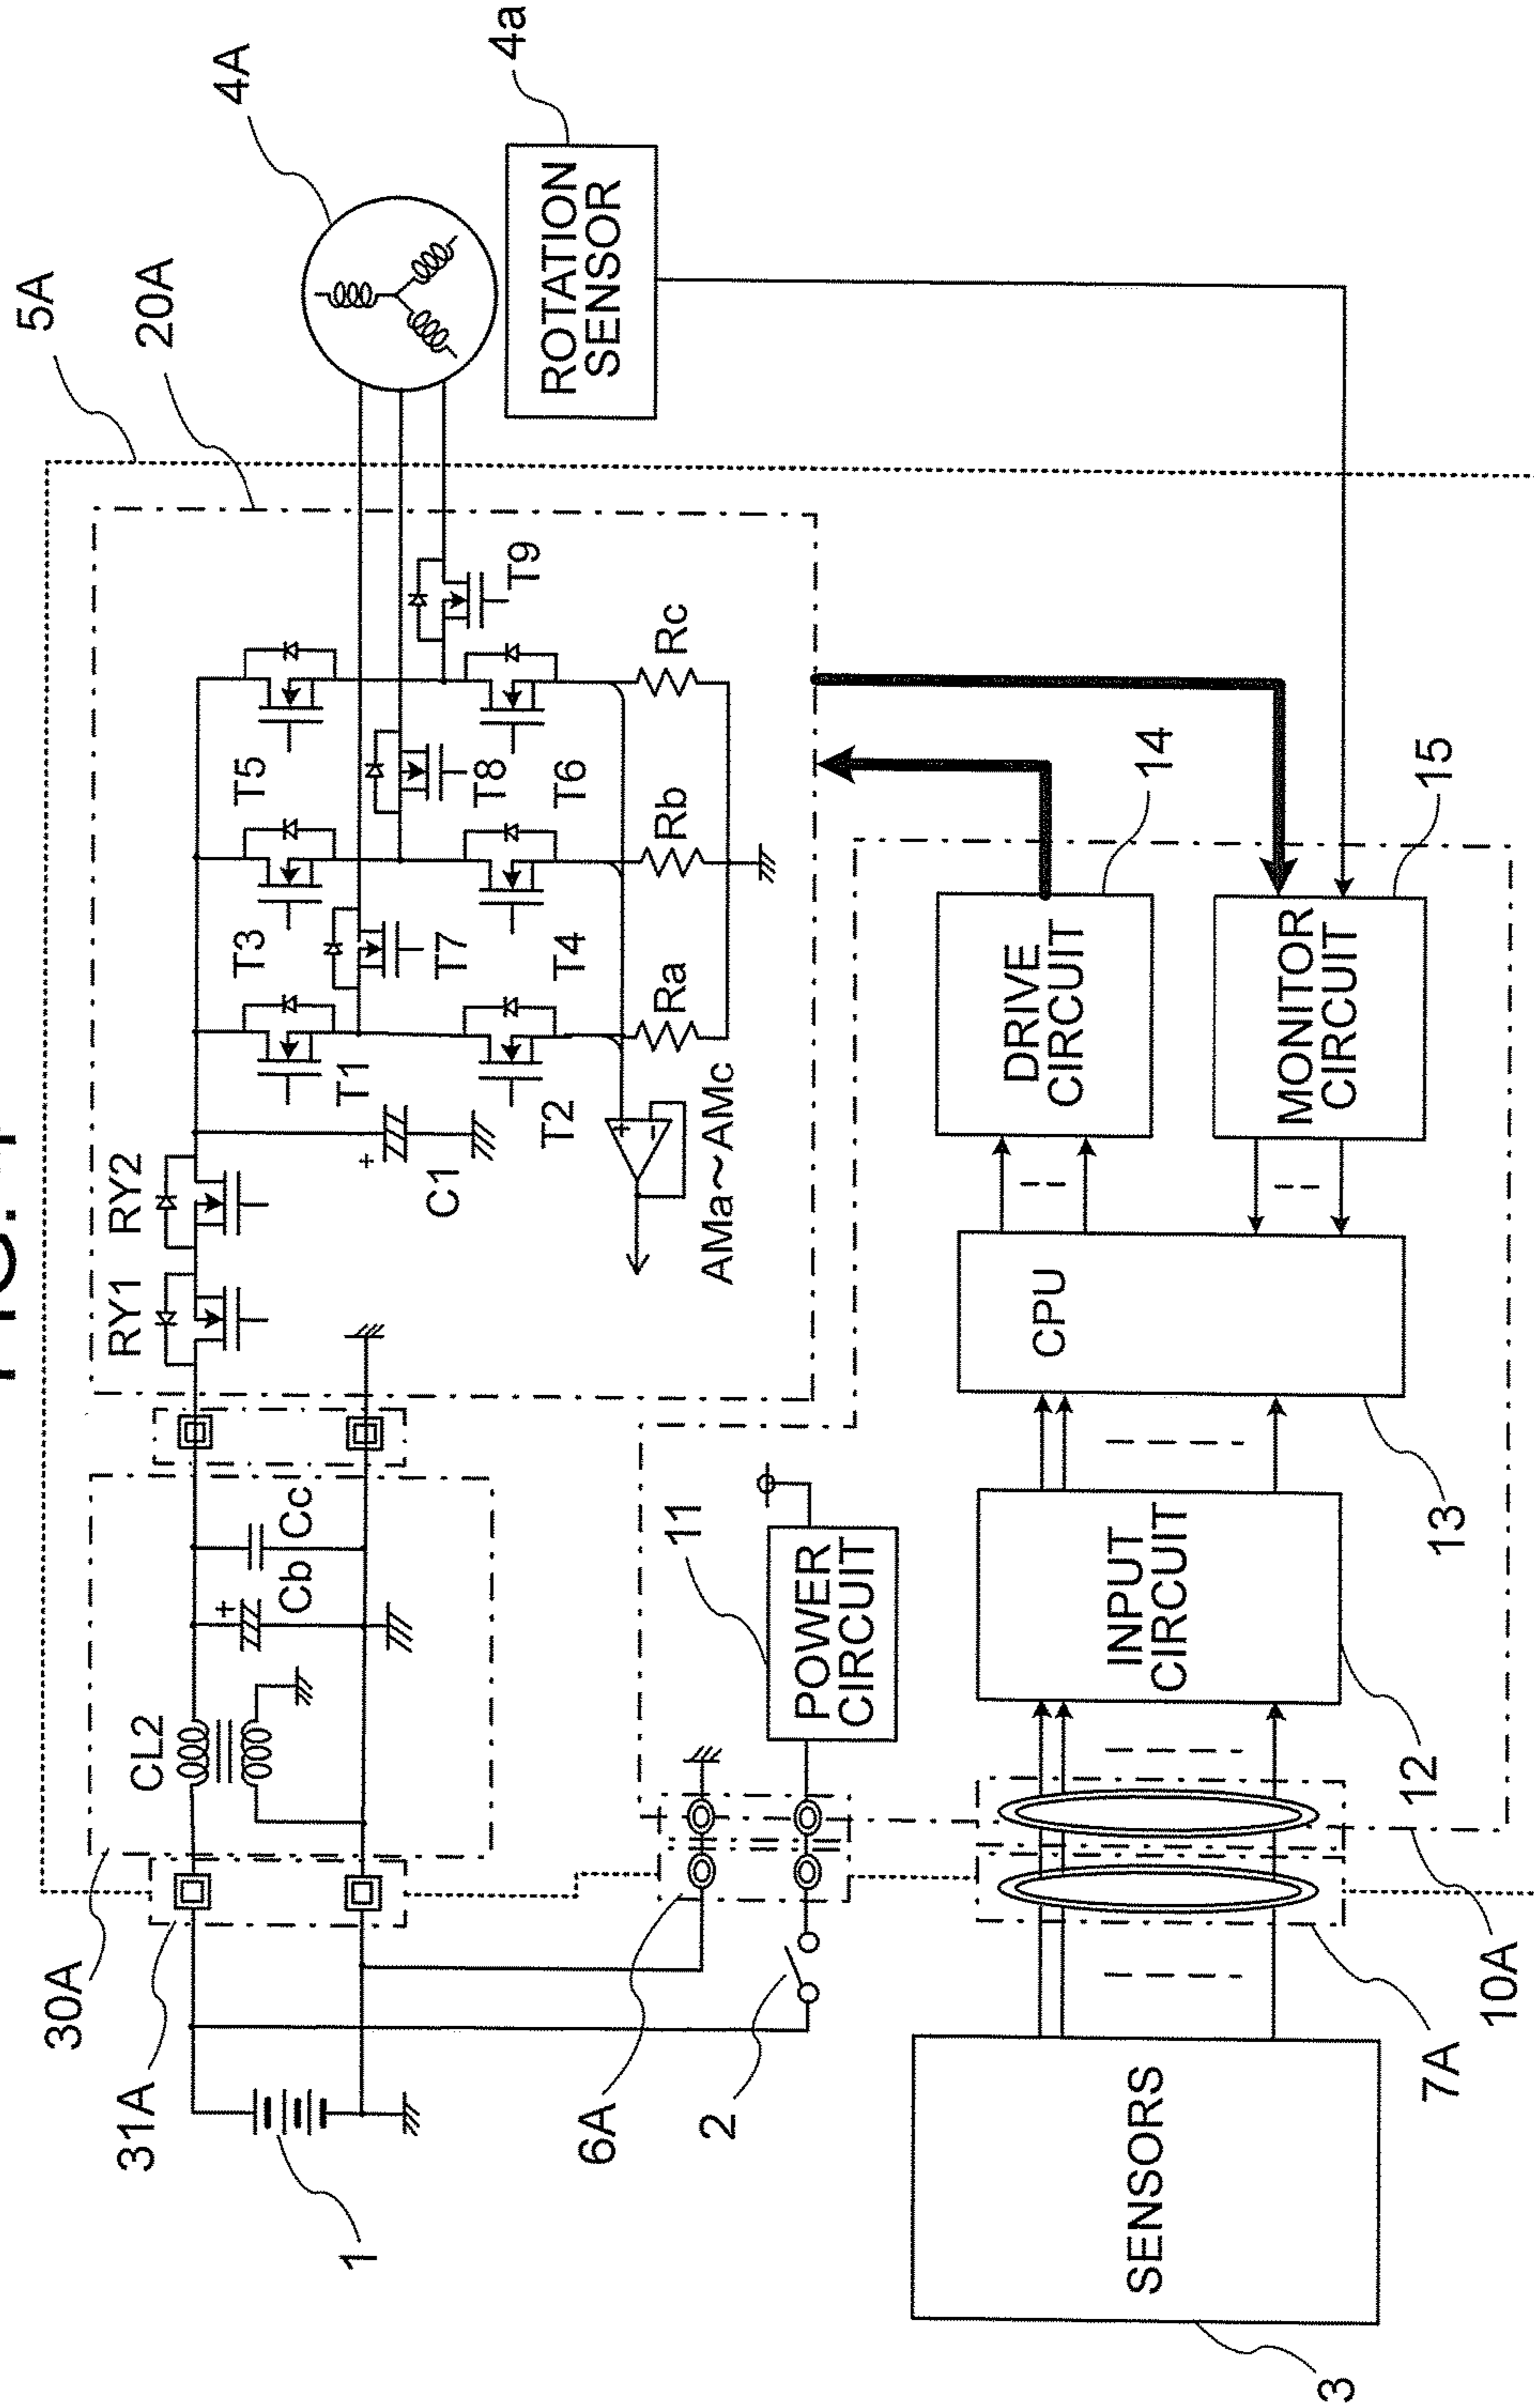 5A
20A
4A
4a
ROTATION
SENSOR
30A
31A
1
CL2
Cb
Cc
+
RY1
RY2
+
C1
T1
T3
T5
T7
T8
T9
T2
T4
T6
Ra
Rb
Rc
+
−
AMa~AMc
6A
2
11
POWER
CIRCUIT
14
15
SENSORS
3
7A
10A
INPUT
CIRCUIT
12
CPU
13
DRIVE
CIRCUIT
MONITOR
CIRCUIT